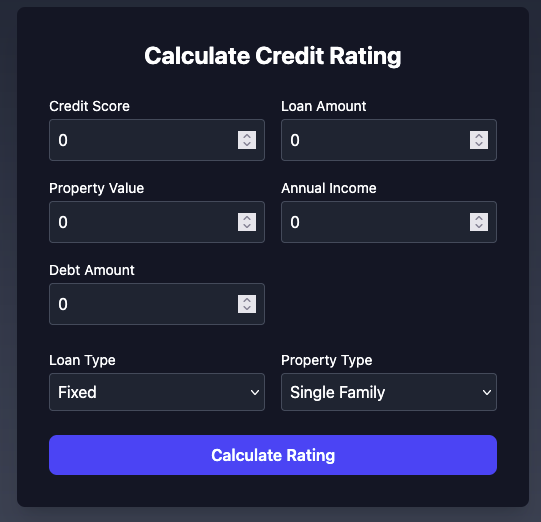 Calculate Credit Rating
Credit Score
Loan Amount
0
0
Property Value
Annual Income
0
0
Debt Amount
0
Loan Type
Property Type
Fixed
Single Family
Calculate Rating